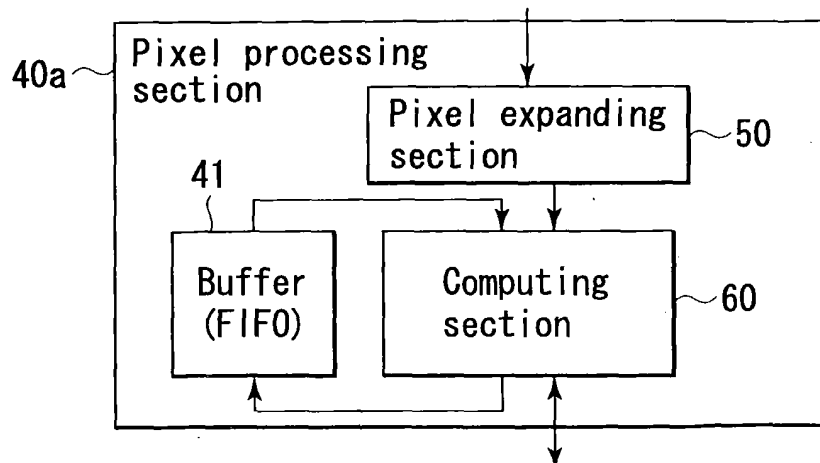 40a
Pixel processing
section
Pixel expanding
section
50
41
Buffer
(FIFO)
Computing
section
60